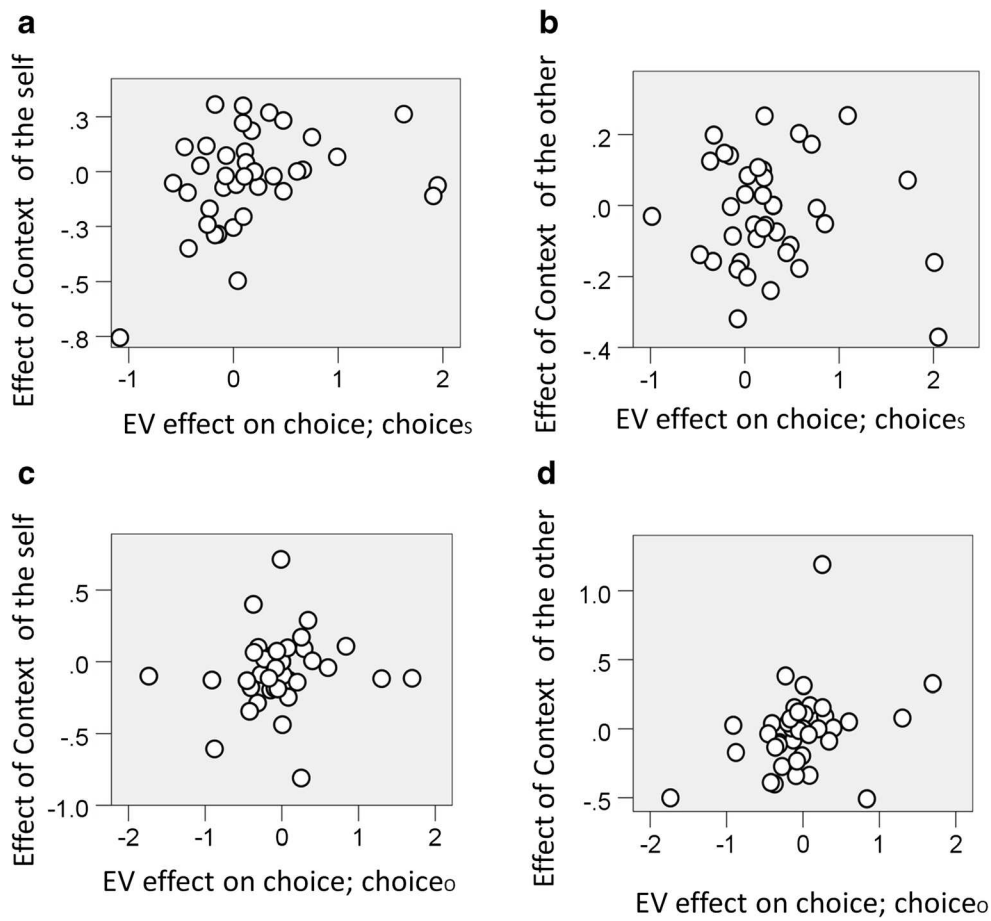 a
Effect of Context of the self
.3
.0
-.3
-.5
-.8
-1 0 1 2
EV effect on choice; choiceS
b
Effect of Context of the other
.2
.0
-.2
-.4
-1 0 1 2
EV effect on choice; choiceS
c
Effect of Context of the self
.5
.0
-.5
-1.0
-2 -1 0 1 2
EV effect on choice; choiceO
d
Effect of Context of the other
1.0
.5
.0
-.5
-2 -1 0 1 2
EV effect on choice; choiceO